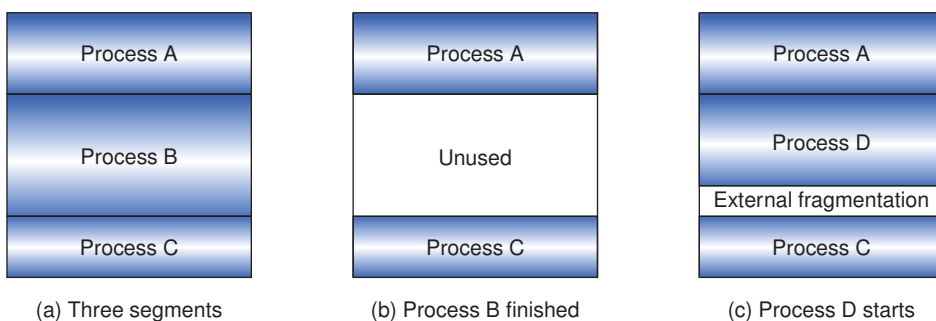 Process A
Process B
Process C
(a) Three segments
Process A
Unused
Process C
(b) Process B finished
Process A
Process D
External fragmentation
Process C
(c) Process D starts